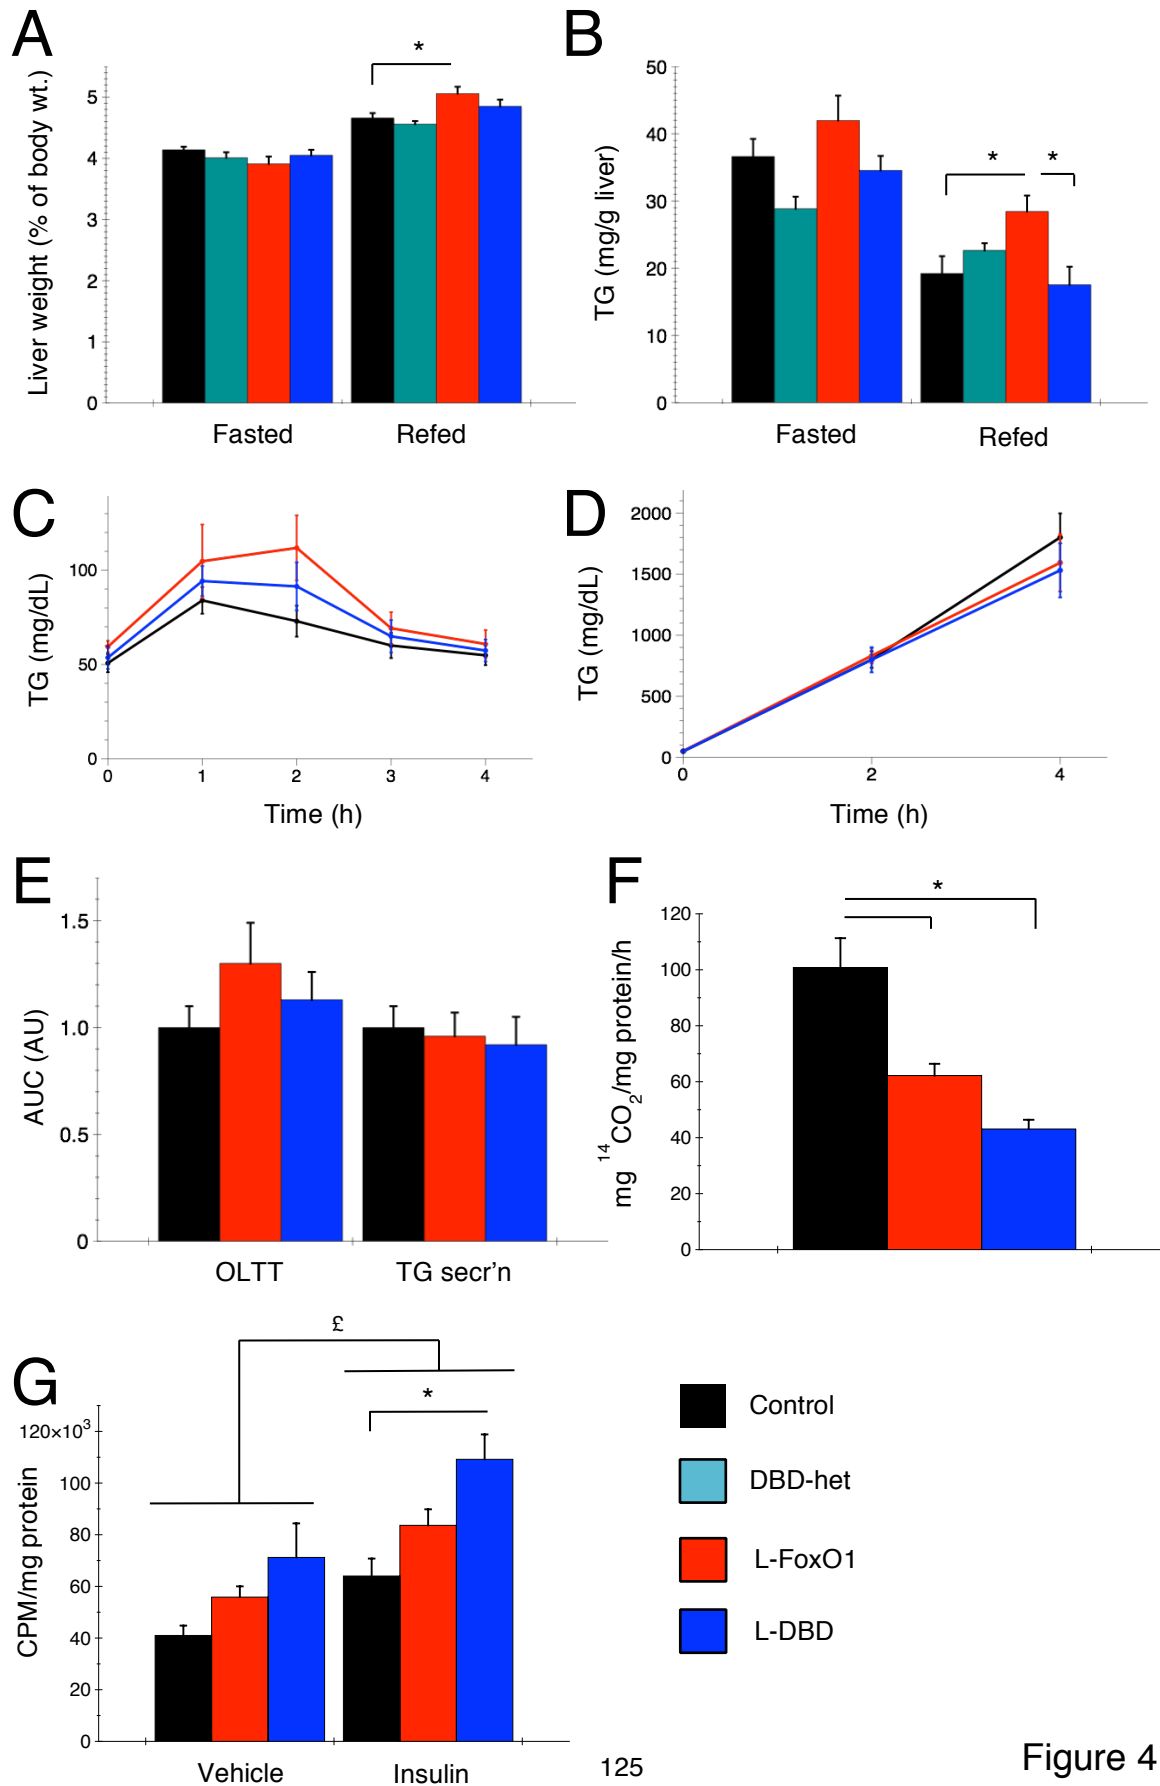 A
Liver weight (% of body wt.)
5
4
3
2
1
0
*
Fasted
Refed
B
TG (mg/g liver)
50
40
30
20
10
0
*
*
Fasted
Refed
C
TG (mg/dL)
100
50
0
0
1
2
3
4
Time (h)
D
TG (mg/dL)
2000
1500
1000
500
0
0
2
4
Time (h)
E
AUC (AU)
1.5
1.0
0.5
0
OLTT
TG secr'n
F
mg ¹⁴CO₂/mg protein/h
120
100
80
60
40
20
0
*
G
CPM/mg protein
120×10³
100
80
60
40
20
0
£
*
Vehicle
Insulin
Control
DBD-het
L-FoxO1
L-DBD
125
Figure 4